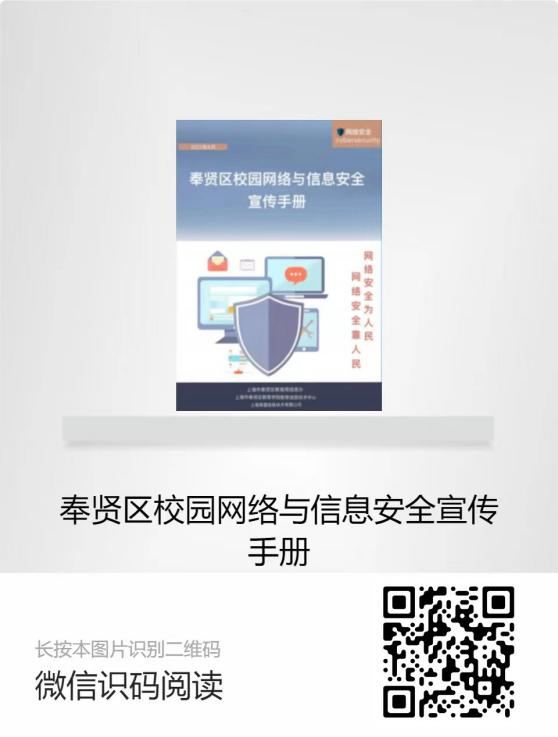 网络安全
cybersecurity
奉贤区校园网络与信息安全
宣传手册
网络安全为人民
网络安全靠人民
奉贤区校园网络与信息安全宣传
手册
长按本图片识别二维码
微信识码阅读